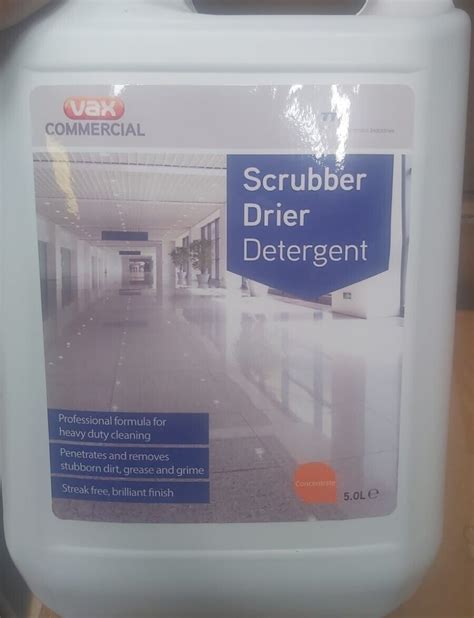 vax
COMMERCIAL
Scrubber
Drier
Detergent
Professional formula for
heavy duty cleaning
Penetrates and removes
stubborn dirt, grease and grime
Streak free, brilliant finish
Concentrate
5.0L e